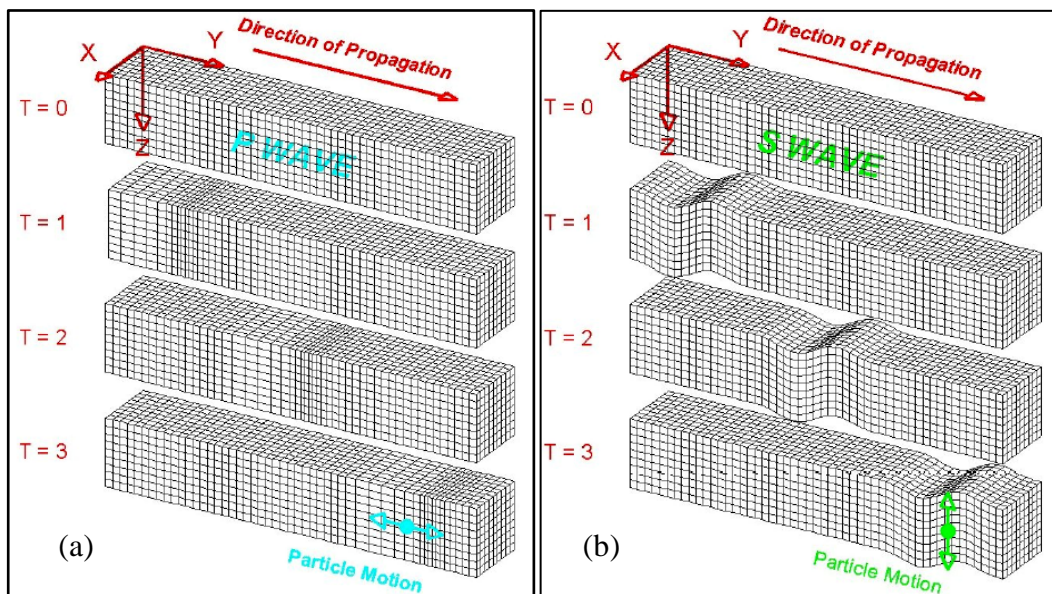 X
Y
Z
Direction of Propagation
T = 0
P WAVE
T = 1
T = 2
T = 3
(a)
Particle Motion
X
Y
Z
Direction of Propagation
T = 0
S WAVE
T = 1
T = 2
T = 3
(b)
Particle Motion